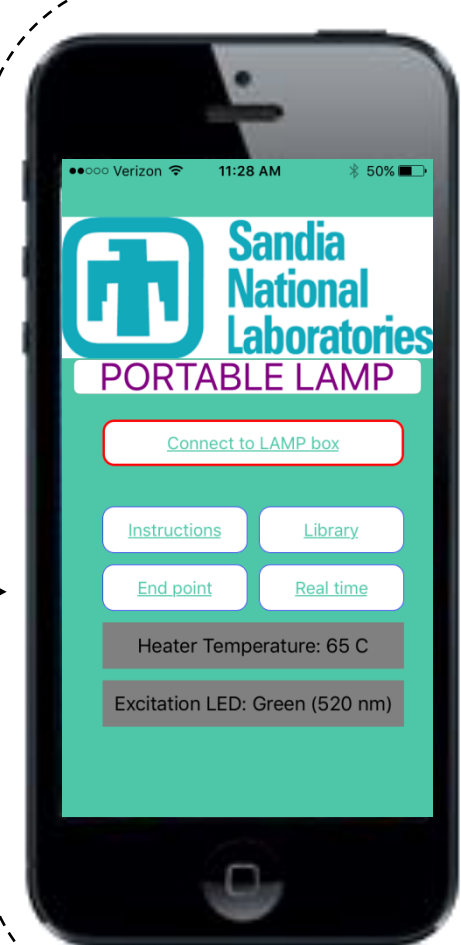 Verizon 11:28 AM 50%
Sandia
National
Laboratories
PORTABLE LAMP
Connect to LAMP box
Instructions Library
End point Real time
Heater Temperature: 65 C
Excitation LED: Green (520 nm)